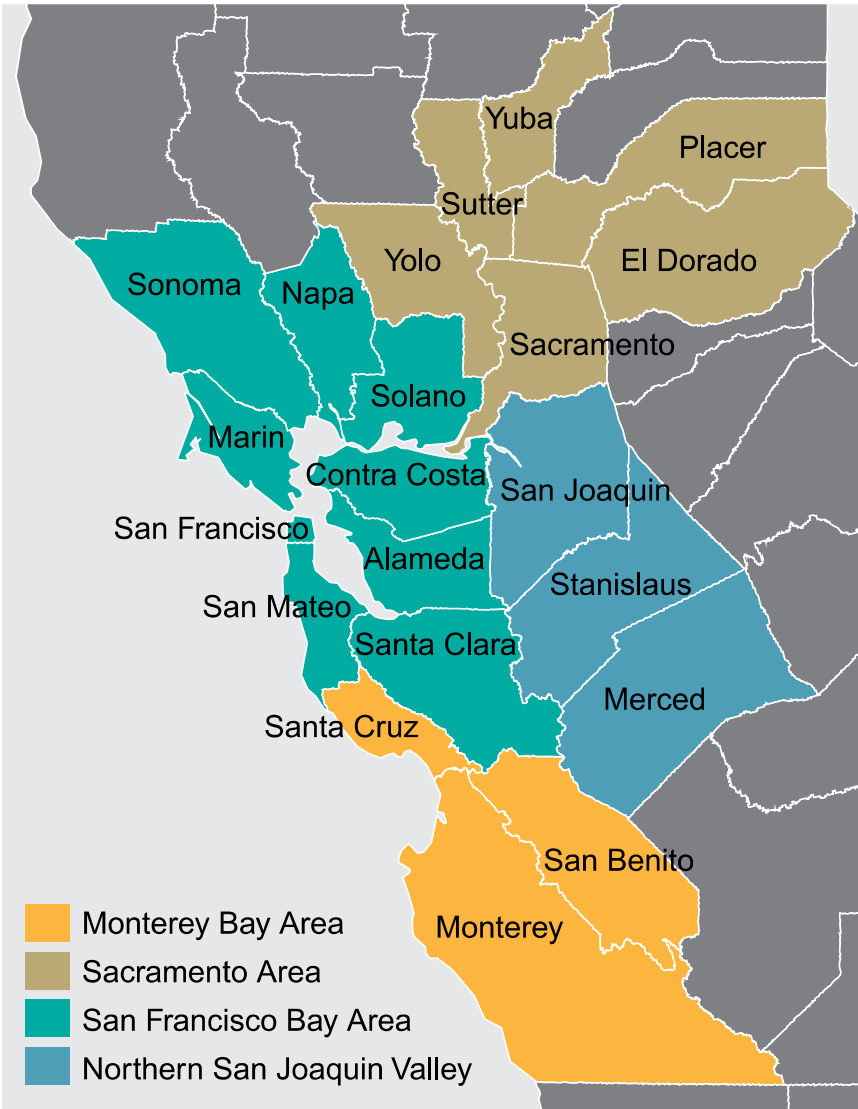 Yuba
Placer
Sutter
Yolo
El Dorado
Sonoma
Napa
Sacramento
Solano
Marin
Contra Costa
San Joaquin
San Francisco
Alameda
Stanislaus
San Mateo
Santa Clara
Merced
Santa Cruz
San Benito
Monterey
Monterey Bay Area
Sacramento Area
San Francisco Bay Area
Northern San Joaquin Valley